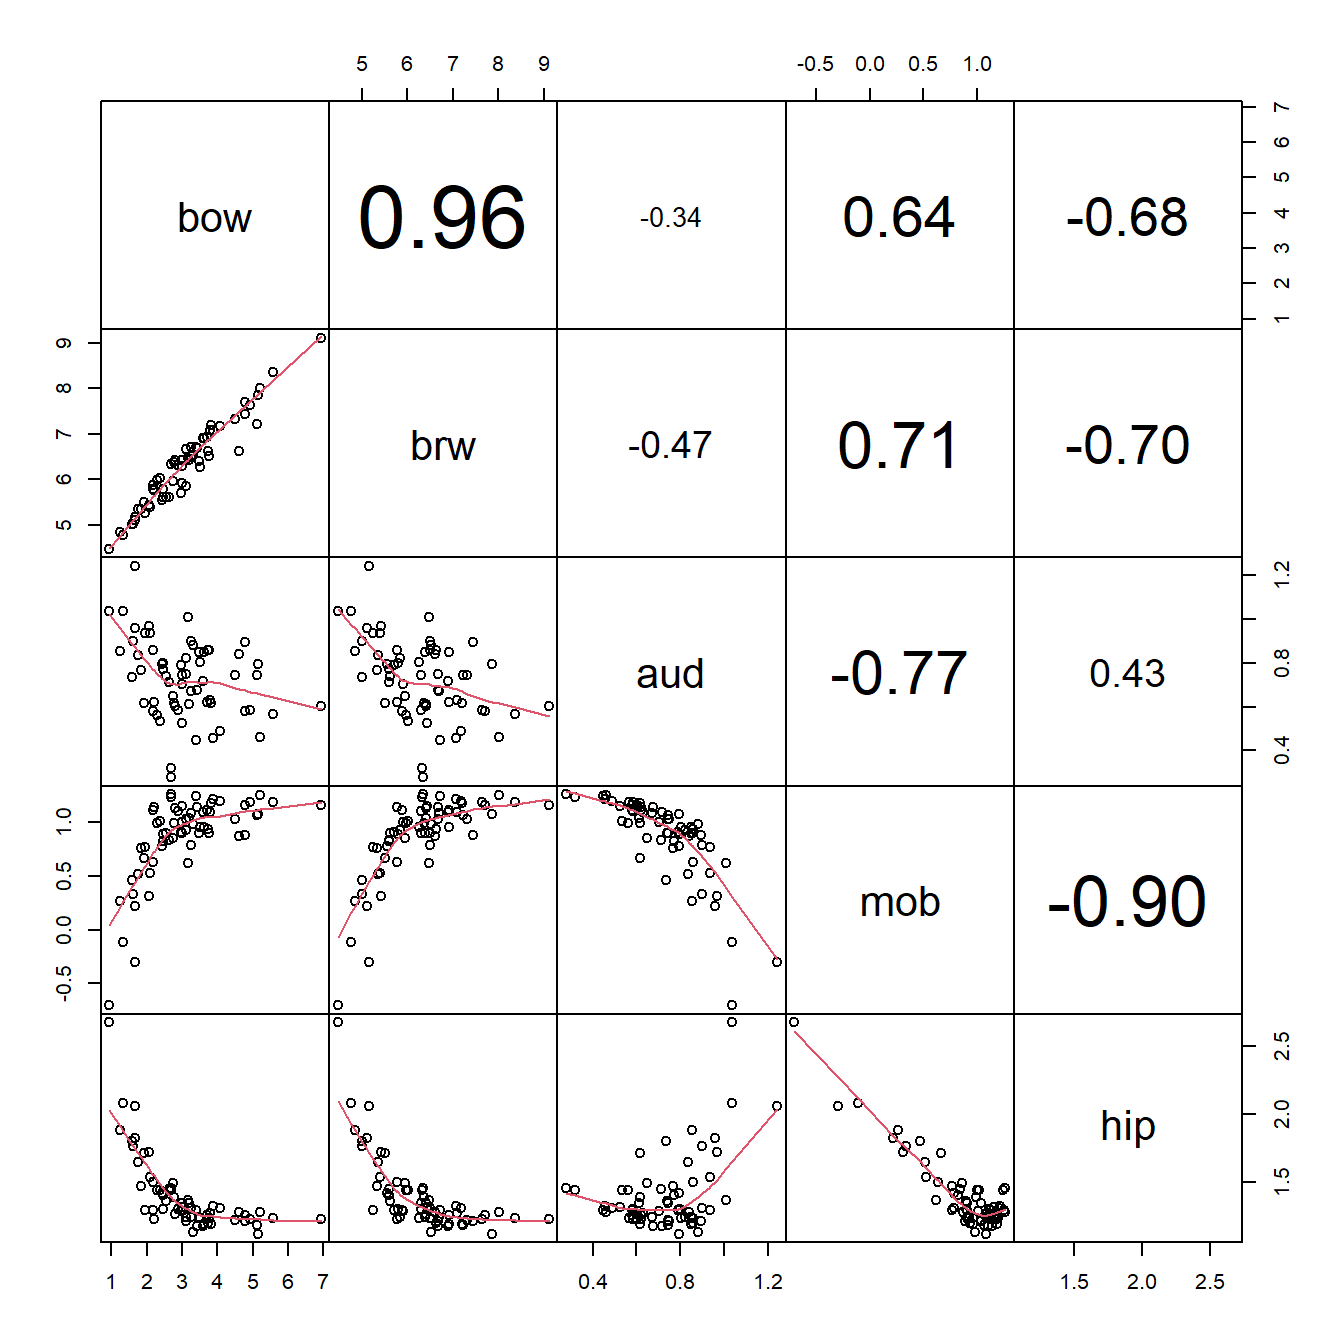 5 6 7 8 9 -0.5 0.0 0.5 1.0
bow 0.96 -0.34 0.64 -0.68
1 2 3 4 5 6 7
5 6 7 8 9
brw -0.47 0.71 -0.70
aud -0.77 0.43
0.4 0.8 1.2
-0.5 0.0 0.5 1.0
mob -0.90
hip
1.5 2.0 2.5
1 2 3 4 5 6 7 0.4 0.8 1.2 1.5 2.0 2.5